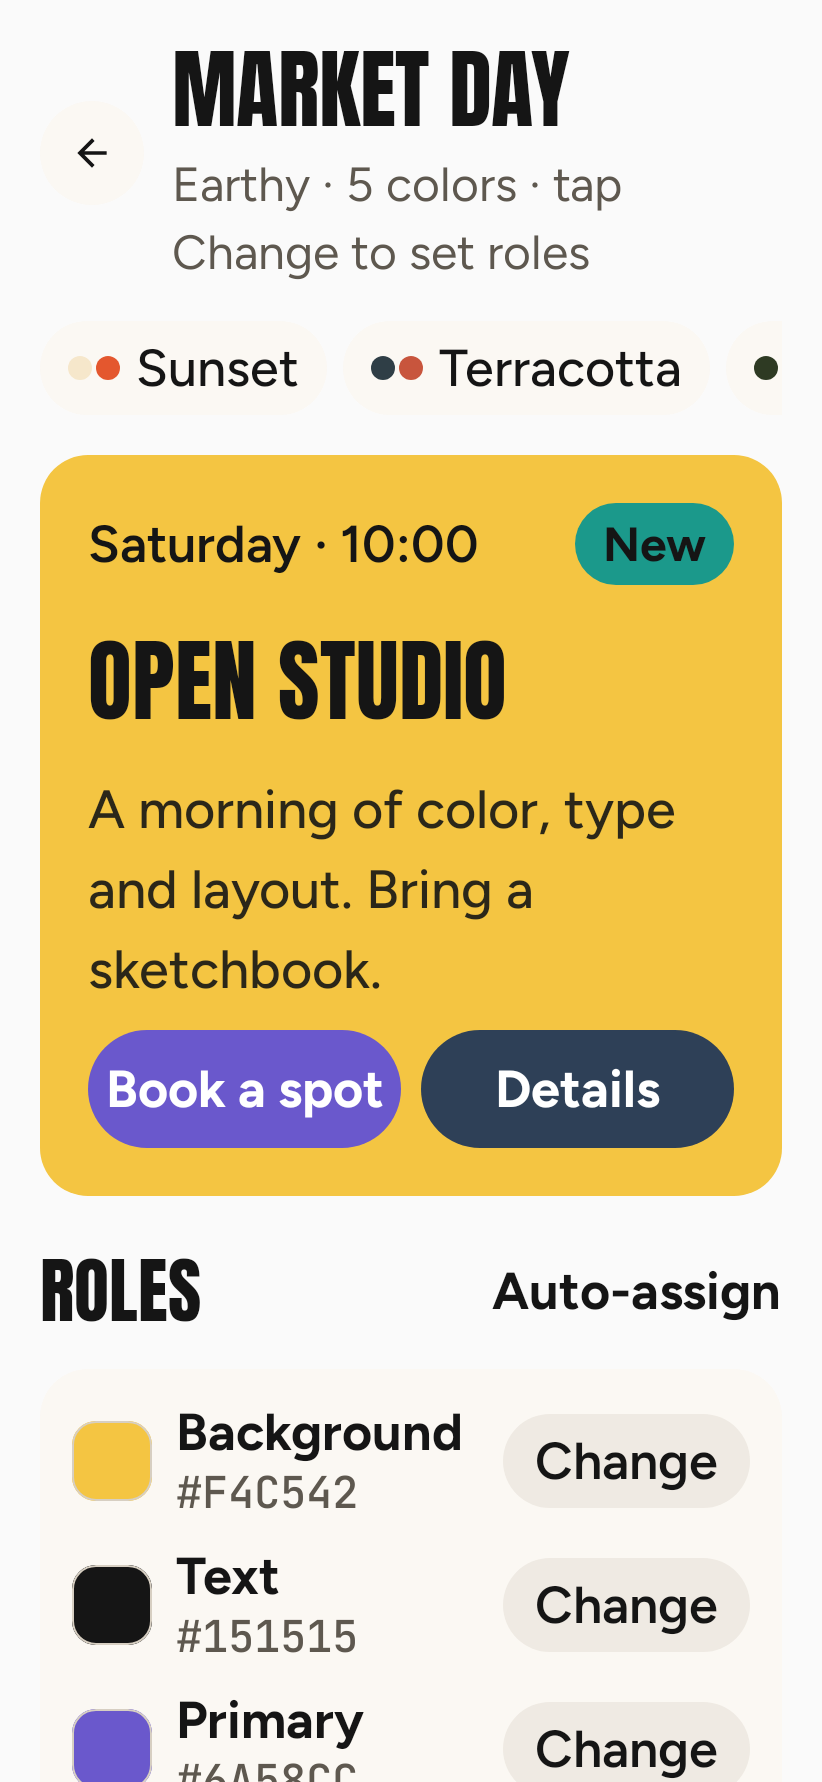 MARKET DAY
Earthy · 5 colors · tap
Change to set roles
Sunset
Terracotta
Saturday · 10:00
New
OPEN STUDIO
A morning of color, type
and layout. Bring a
sketchbook.
Book a spot
Details
ROLES
Auto-assign
Background
#F4C542
Change
Text
#151515
Change
Primary
#6A58CC
Change